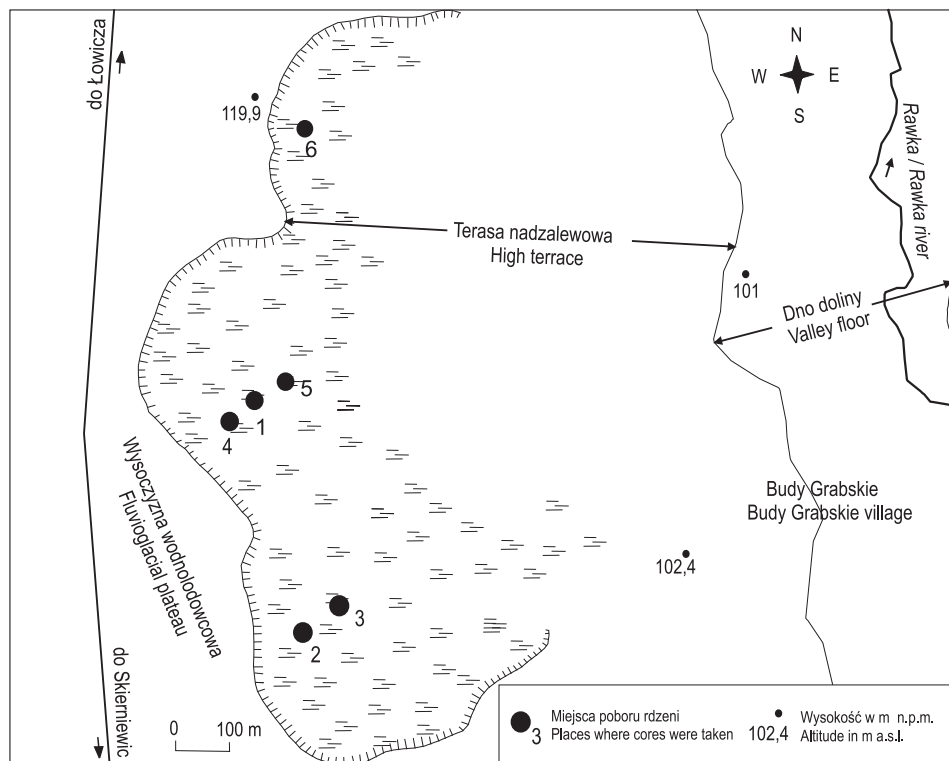 do Łowicza
119,9
6
N
W E
S
Rawka / Rawka river
Terasa nadzalewowa
High terrace
101
Dno doliny
Valley floor
5
1
4
Wysoczyzna wodnolodowcowa
Fluvioglacial plateau
Budy Grabskie
Budy Grabskie village
102,4
3
2
do Skierniewic
0 100 m
3
Miejsca poboru rdzeni
Places where cores were taken
102,4
Wysokość w m n.p.m.
Altitude in m a.s.l.